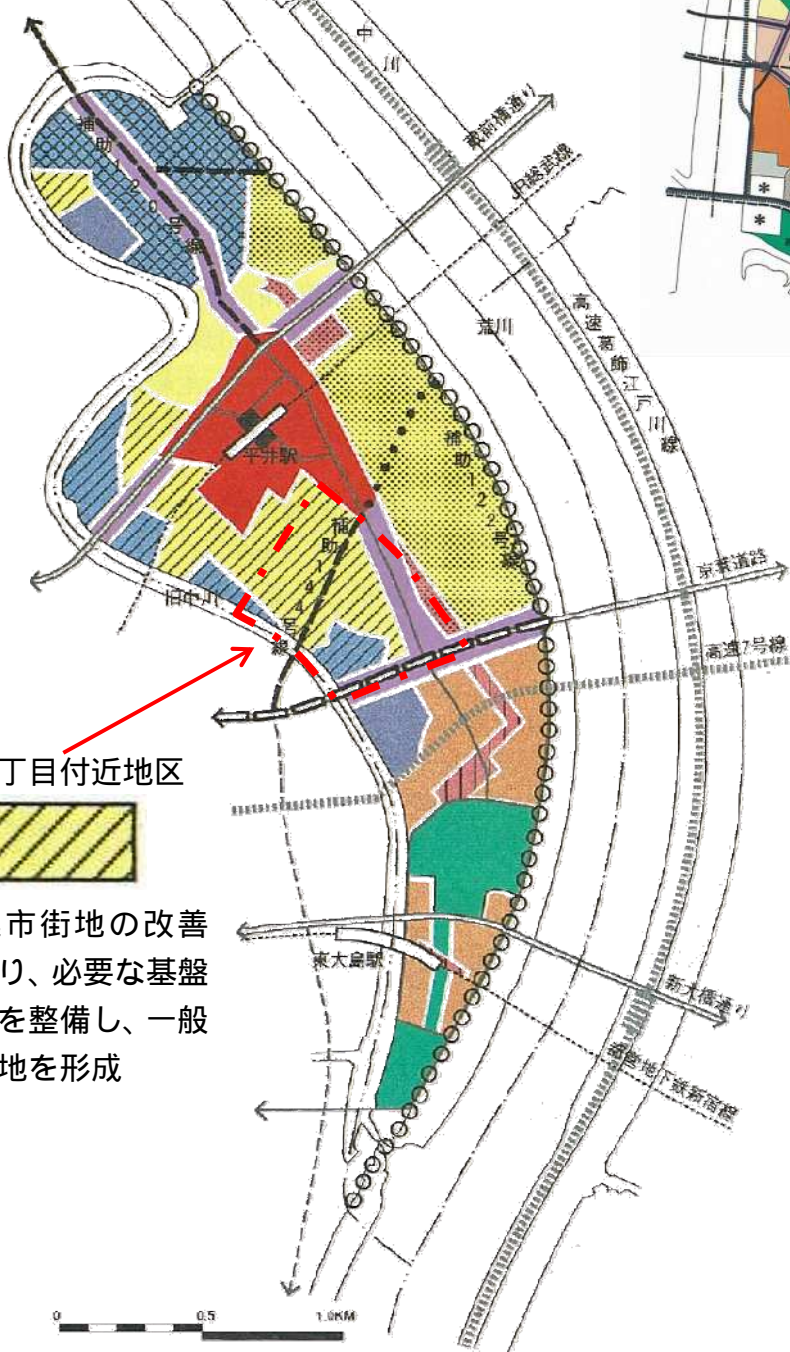 中川
蔵前橋通り
JR総武線
補助120号線
荒川
高速葛飾江戸川線
補助122号線
平井駅
補助144号線
旧中川
京葉道路
高速7号線
丁目付近地区
市街地の改善
り、必要な基盤
を整備し、一般
地を形成
東大島駅
新大橋通り
都営地下鉄新宿線
0 0.5 1.0KM
*
*